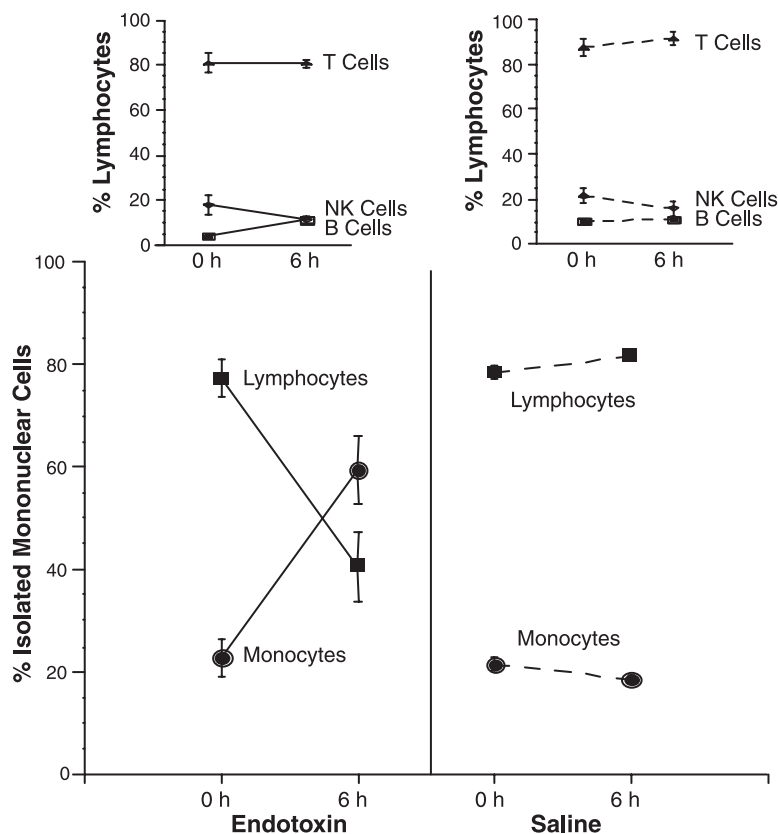 % Lymphocytes
100
80
60
40
20
0
T Cells
NK Cells
B Cells
0 h
6 h
% Lymphocytes
100
80
60
40
20
0
T Cells
NK Cells
B Cells
0 h
6 h
% Isolated Mononuclear Cells
100
80
60
40
20
0
Lymphocytes
Monocytes
Lymphocytes
Monocytes
0 h
6 h
0 h
6 h
Endotoxin
Saline